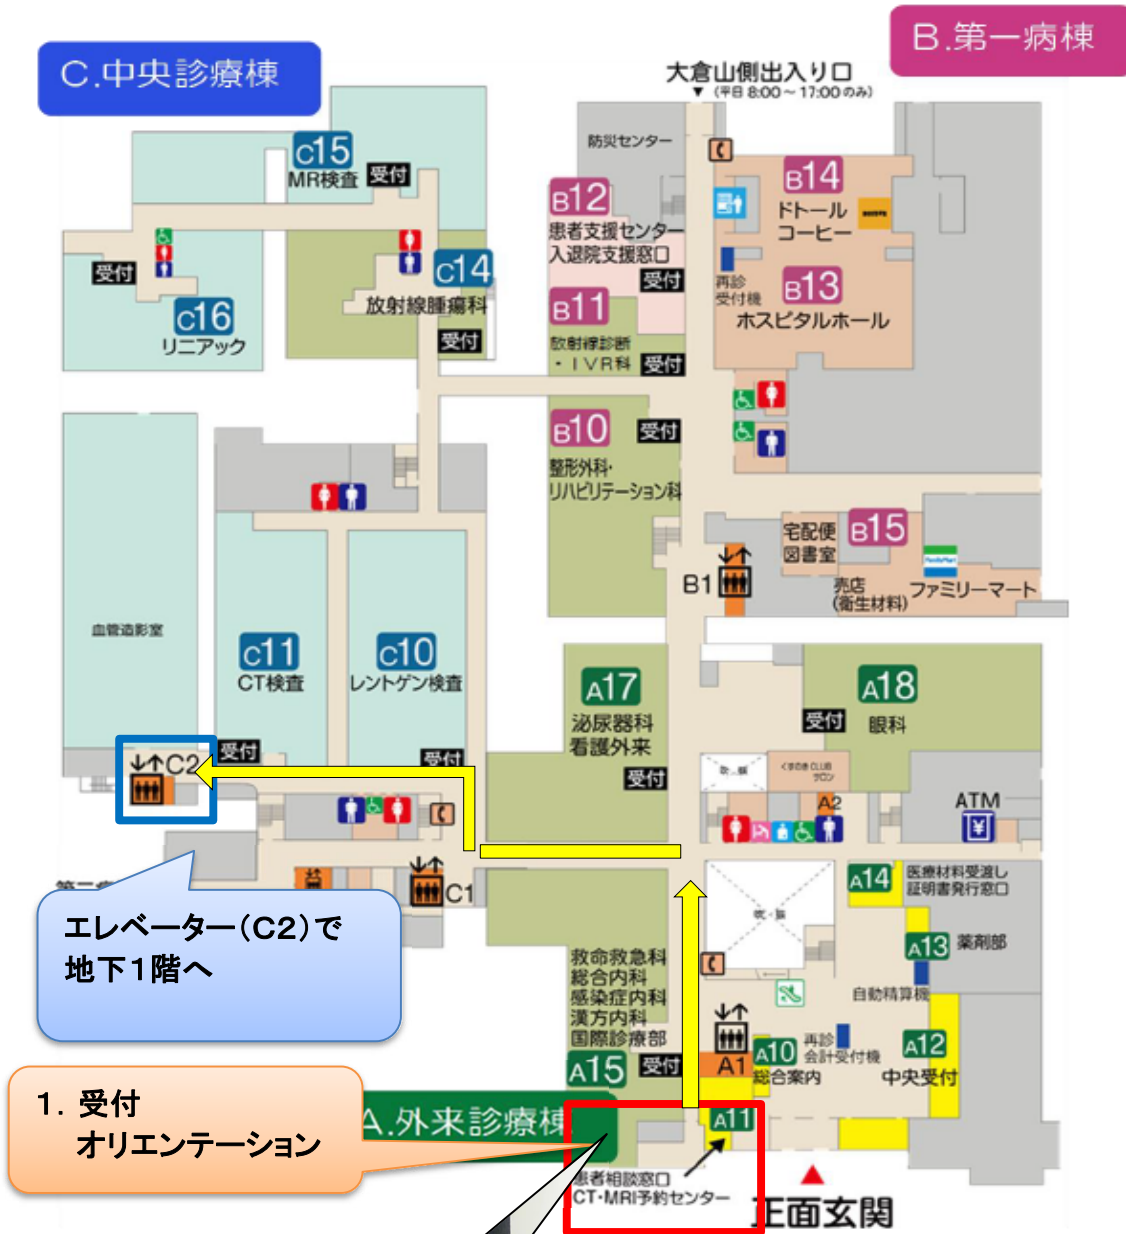 B.第一病棟
C.中央診療棟
大倉山側出入り口
▼ (平日 8:00～17:00のみ)
防災センター
C15
MR検査
受付
B12
患者支援センター
入退院支援窓口
受付
B14
ドトール
コーヒー
再診
受付機
B13
ホスピタルホール
受付
C16
リニアック
C14
放射線腫瘍科
受付
B11
放射線診断
・IVR科
受付
B10
受付
整形外科・
リハビリテーション科
宅配便
図書室
B15
B1
売店
(衛生材料)
FamilyMart
ファミリーマート
血管造影室
C11
CT検査
受付
C10
レントゲン検査
受付
A17
泌尿器科
看護外来
受付
A18
受付
眼科
C2
吹抜
くすのきCLUB
サロン
A2
ATM
C1
A14
医療材料受渡し
証明書発行窓口
吹抜
A13
薬剤部
自動精算機
エレベーター(C2)で
地下1階へ
救命救急科
総合内科
感染症内科
漢方内科
国際診療部
A15
受付
A1
A10
総合案内
再診
会計受付機
A12
中央受付
1. 受付
オリエンテーション
A.外来診療棟
A11
患者相談窓口
CT・MRI予約センター
正面玄関